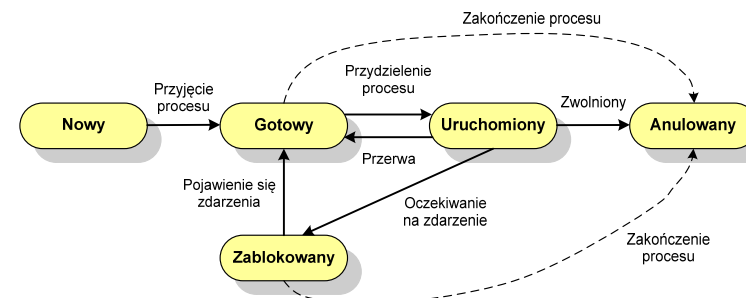 Zakończenie procesu
Przydzielenie
procesu
Przyjęcie
procesu
Zwolniony
Nowy
Gotowy
Uruchomiony
Anulowany
Przerwa
Pojawienie się
zdarzenia
Oczekiwanie
na zdarzenie
Zablokowany
Zakończenie
procesu